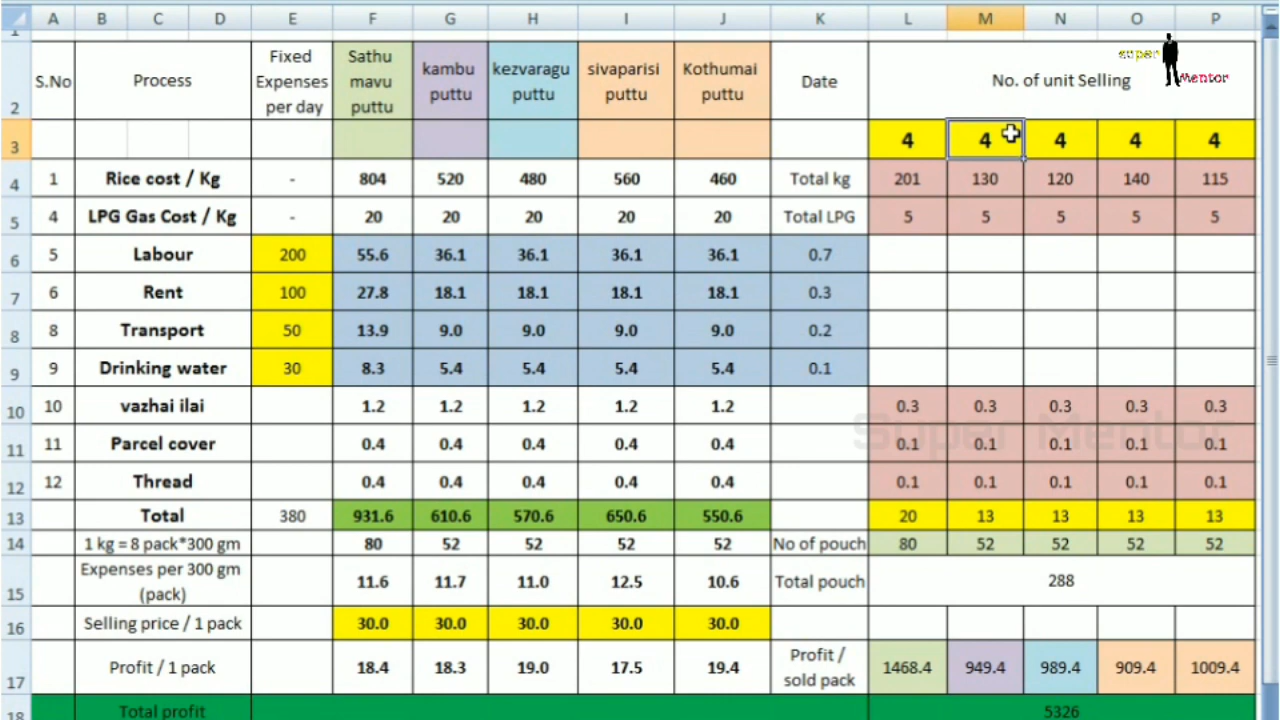 A B C D E F G H I J K L M N O P
1
2 S.No Process Fixed Expenses per day Sathu mavu puttu kambu puttu kezvaragu puttu sivaparisi puttu Kothumai puttu Date No. of unit Selling
super Mentor
3 4 4 4 4 4
4 1 Rice cost / Kg - 804 520 480 560 460 Total kg 201 130 120 140 115
5 4 LPG Gas Cost / Kg - 20 20 20 20 20 Total LPG 5 5 5 5 5
6 5 Labour 200 55.6 36.1 36.1 36.1 36.1 0.7
7 6 Rent 100 27.8 18.1 18.1 18.1 18.1 0.3
8 8 Transport 50 13.9 9.0 9.0 9.0 9.0 0.2
9 9 Drinking water 30 8.3 5.4 5.4 5.4 5.4 0.1
10 10 vazhai ilai 1.2 1.2 1.2 1.2 1.2 0.3 0.3 0.3 0.3 0.3
Super Mentor
11 11 Parcel cover 0.4 0.4 0.4 0.4 0.4 0.1 0.1 0.1 0.1 0.1
12 12 Thread 0.4 0.4 0.4 0.4 0.4 0.1 0.1 0.1 0.1 0.1
13 Total 380 931.6 610.6 570.6 650.6 550.6 20 13 13 13 13
14 1 kg = 8 pack*300 gm 80 52 52 52 52 No of pouch 80 52 52 52 52
15 Expenses per 300 gm (pack) 11.6 11.7 11.0 12.5 10.6 Total pouch 288
16 Selling price / 1 pack 30.0 30.0 30.0 30.0 30.0
17 Profit / 1 pack 18.4 18.3 19.0 17.5 19.4 Profit / sold pack 1468.4 949.4 989.4 909.4 1009.4
18 Total profit 5326